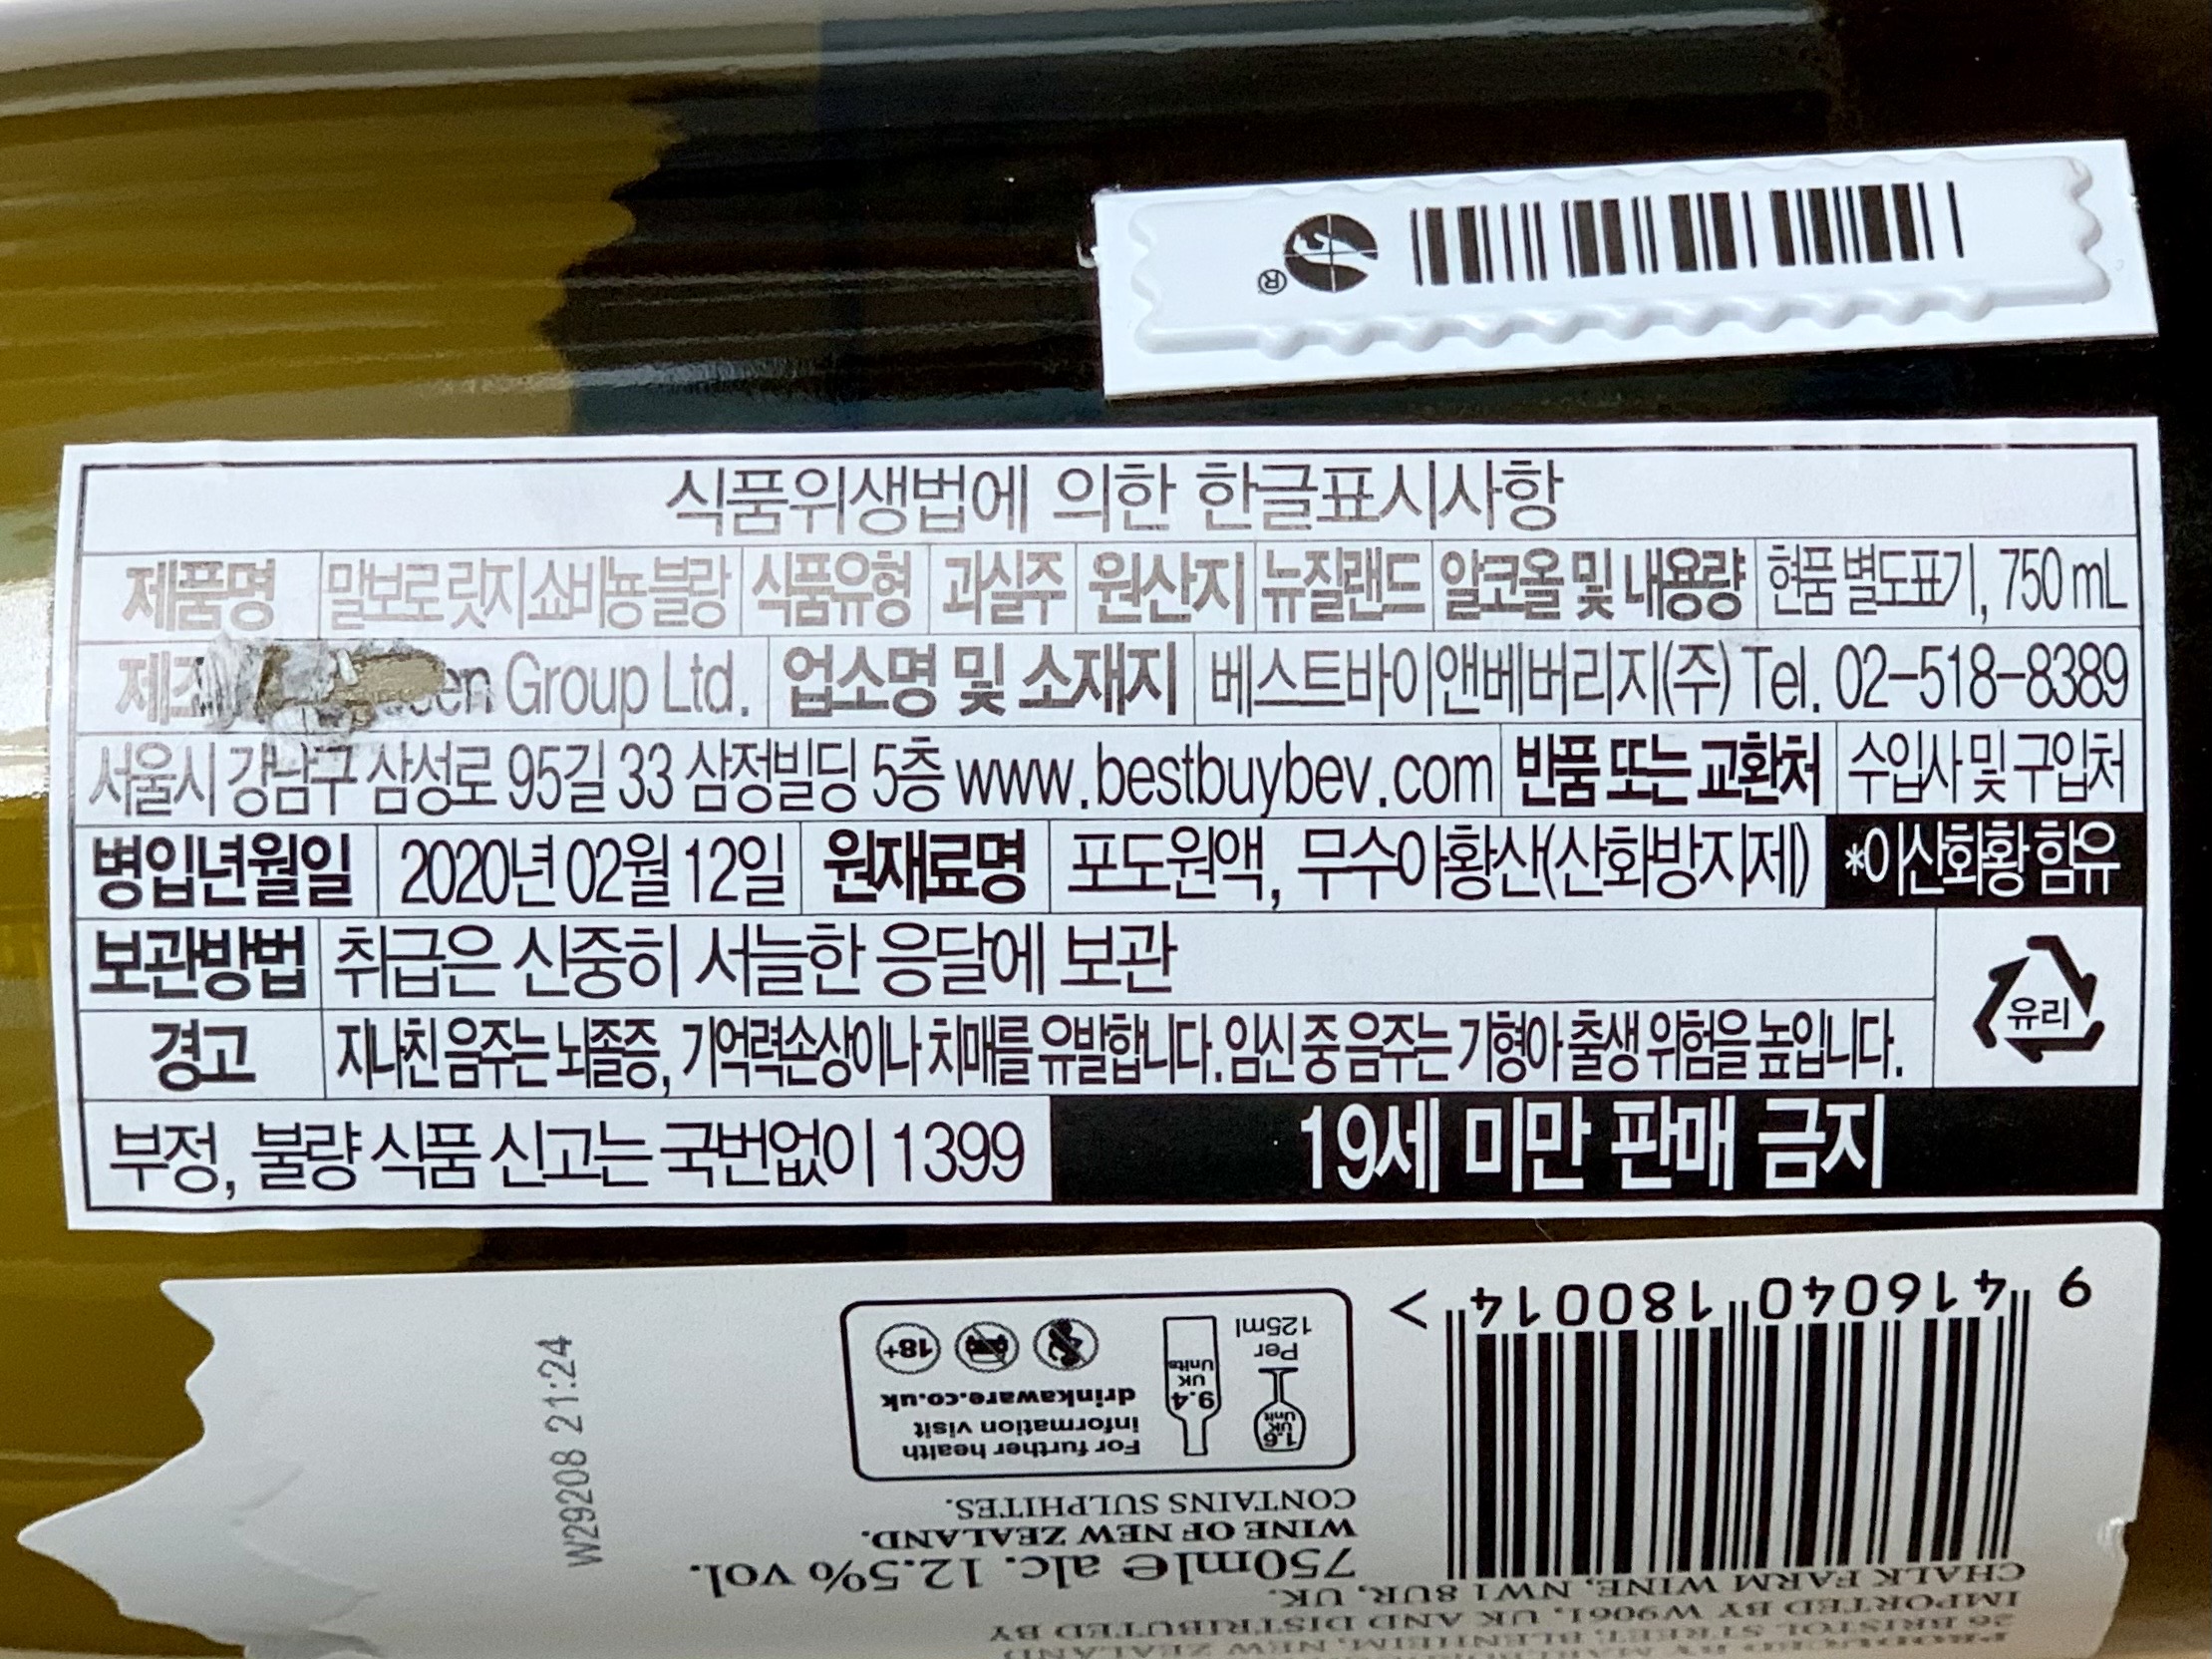 ®
식품위생법에 의한 한글표시사항
제품명 말보로 릿지 쇼비뇽 블랑 식품유형 과실주 원산지 뉴질랜드 알코올 및 내용량 현품 별도표기, 750 mL
Group Ltd. 업소명 및 소재지 베스트바이앤베버리지(주) Tel. 02-518-8389
서울시 강남구 삼성로 95길 33 삼정빌딩 5층 www.bestbuybev.com 반품 또는 교환처 수입사 및 구입처
병입년월일 2020년 02월 12일 원재료명 포도원액, 무수아황산(산화방지제) *이산화황 함유
보관방법 취급은 신중히 서늘한 응달에 보관
유리
경고 지나친 음주는 뇌졸중, 기억력손상이나 치매를 유발합니다. 임신 중 음주는 기형아 출생 위험을 높입니다.
부정, 불량 식품 신고는 국번없이 1399 19세 미만 판매 금지
26 BRISTOL STREET, BLENHEIM, NEW ZEALAND
IMPORTED BY W9061, UK AND DISTRIBUTED BY
CHALK FARM WINE, NW1 8UR, UK.
750mle alc. 12.5% vol.
WINE OF NEW ZEALAND.
CONTAINS SULPHITES.
1.6 UK Unit
Per 125ml
9.4 UK Units
For further health
information visit
drinkaware.co.uk
18+
9 416040 180014 >
W29208 21:24